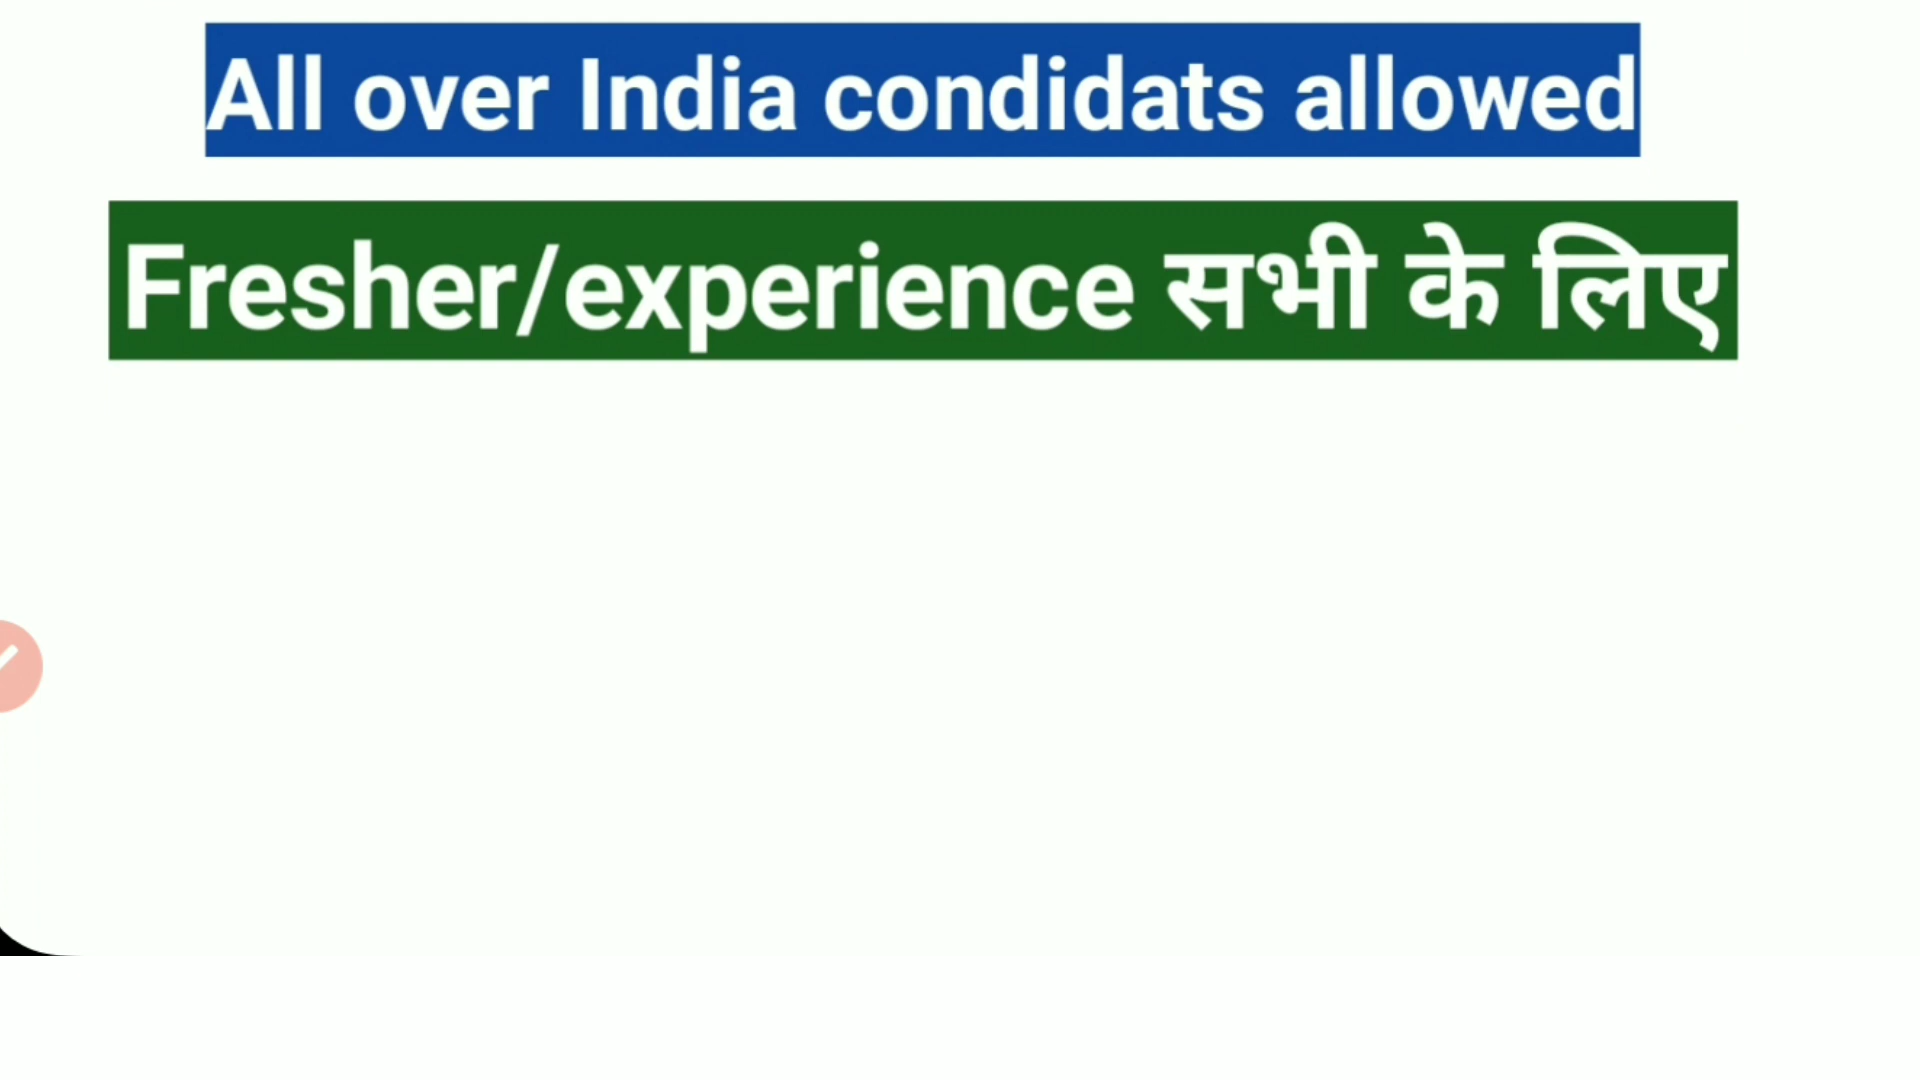 All over India condidats allowed
Fresher/experience सभी के लिए